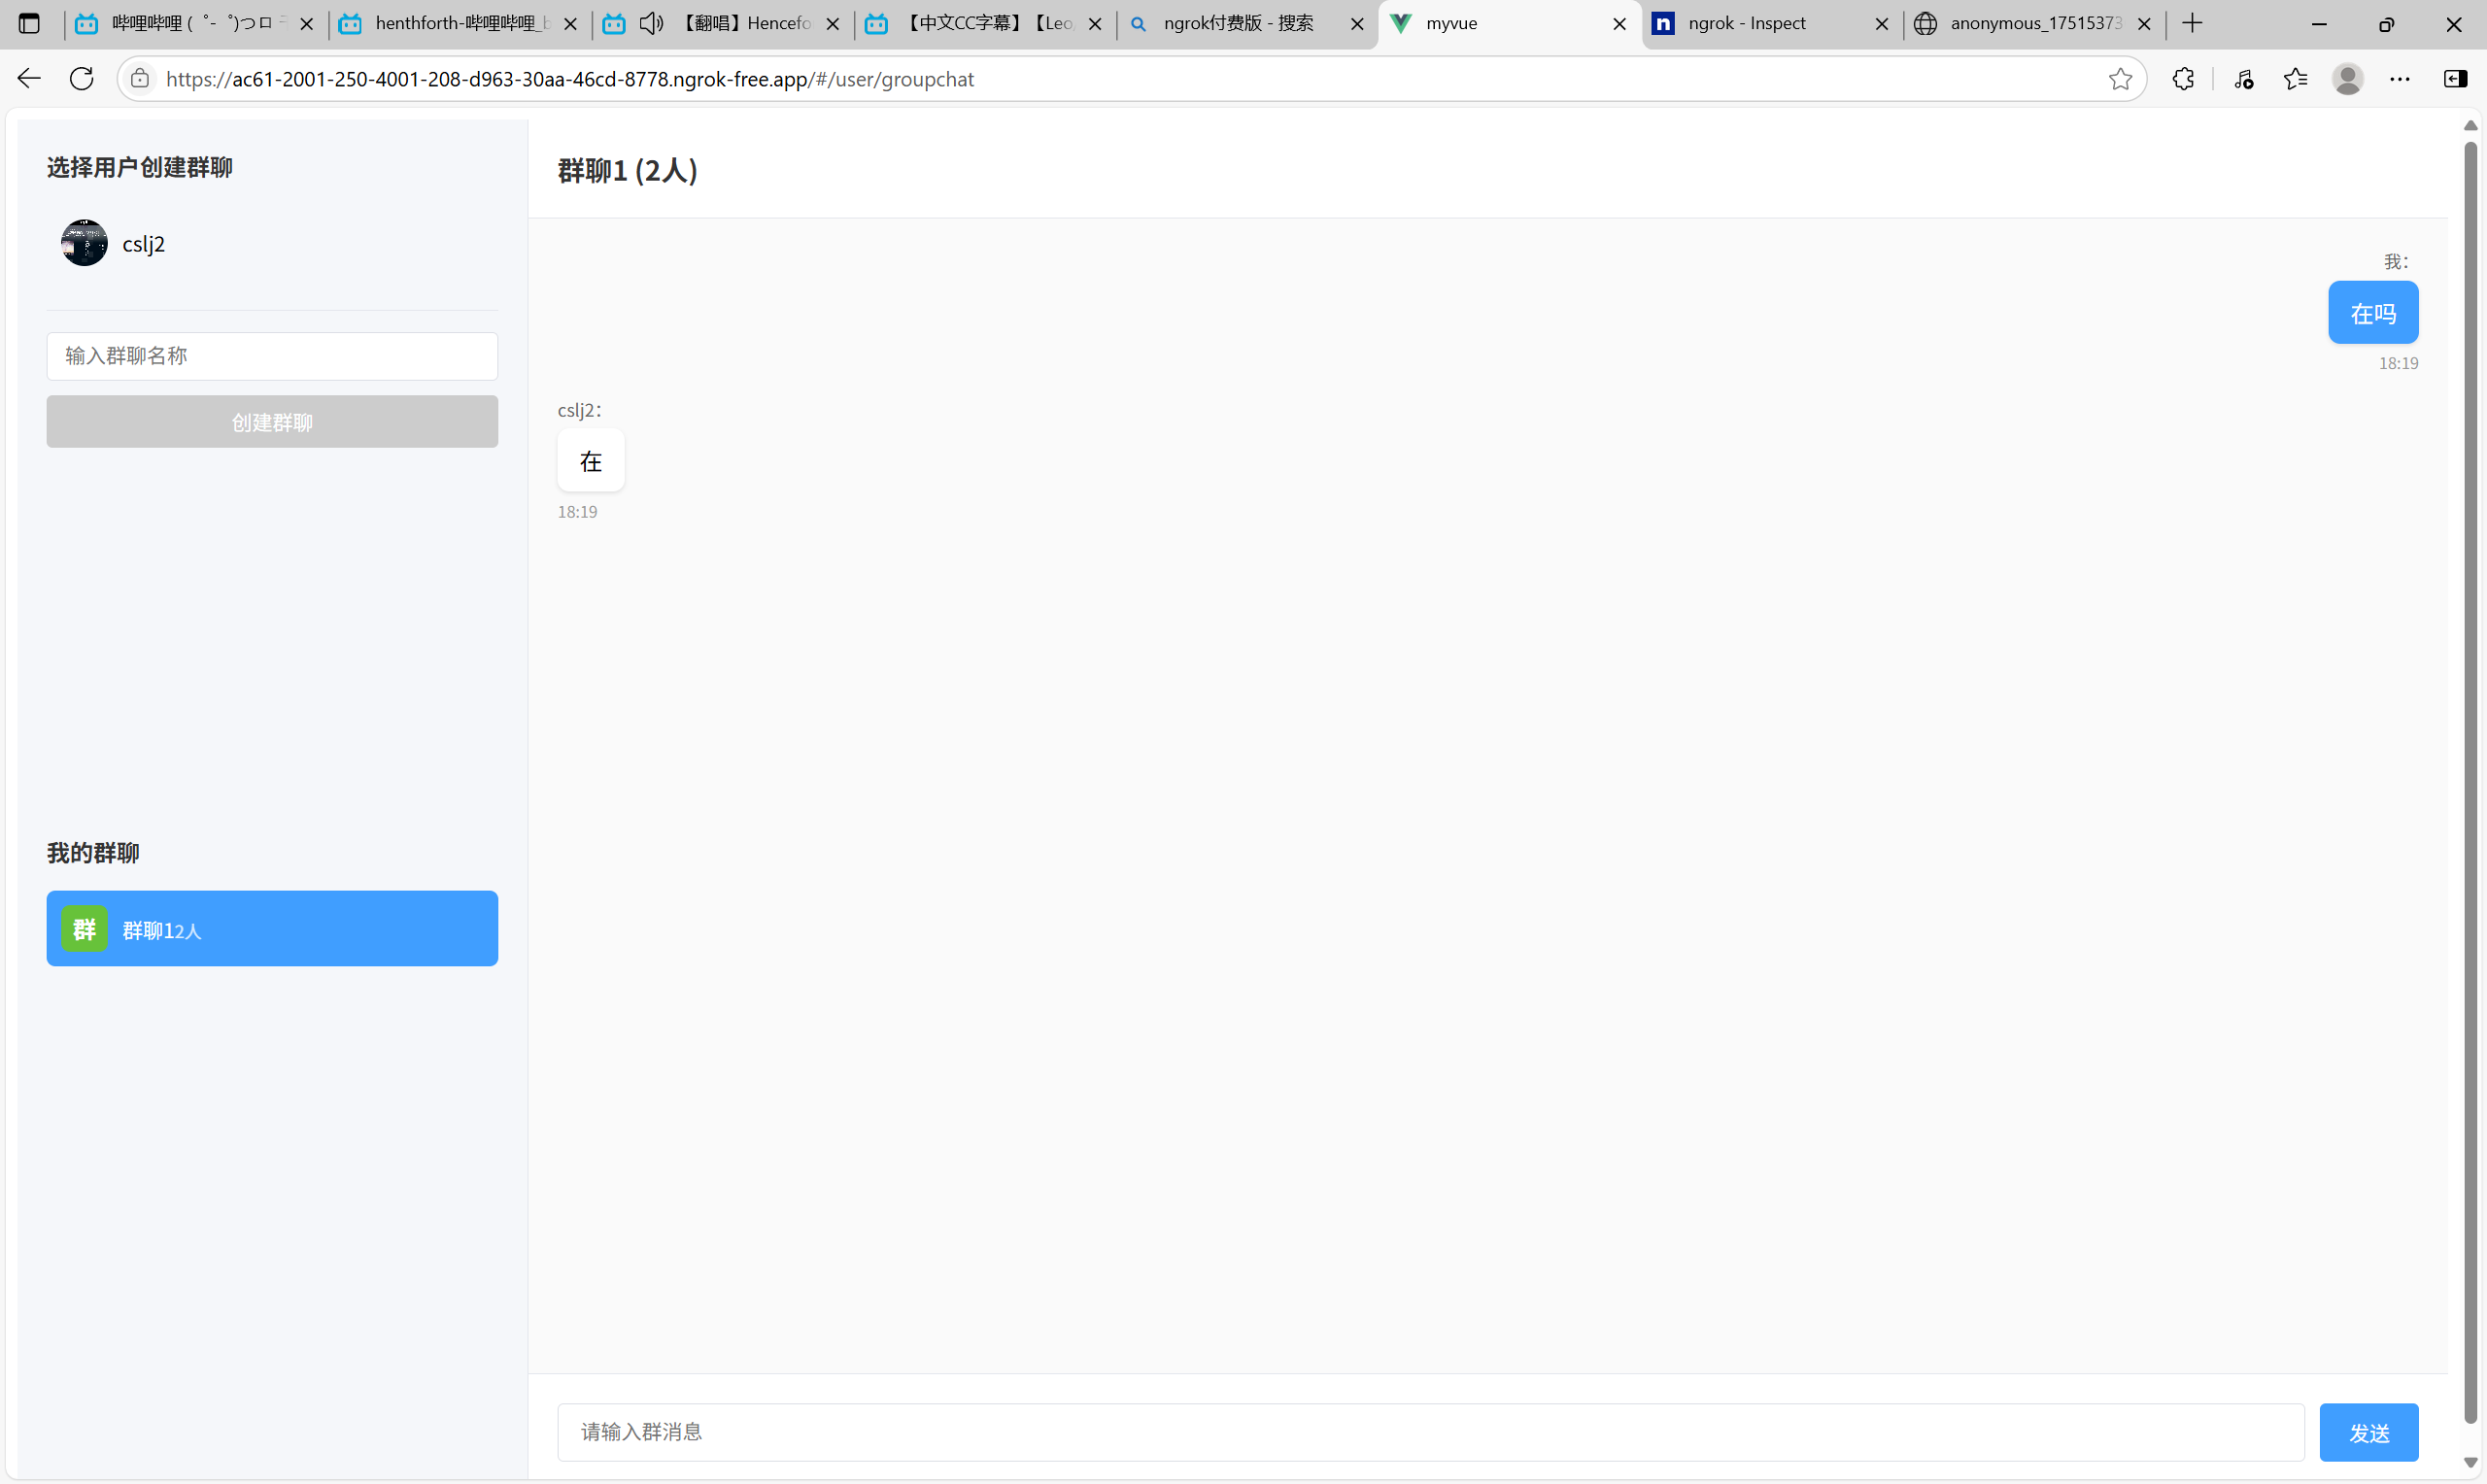 哔哩哔哩 (゜-゜)つロ
henthforth-哔哩哔哩_b
【翻唱】Hencefo
【中文CC字幕】【Leo
ngrok付费版 - 搜索
myvue
n
ngrok - Inspect
anonymous_17515373
https://ac61-2001-250-4001-208-d963-30aa-46cd-8778.ngrok-free.app/#/user/groupchat
选择用户创建群聊
cslj2
输入群聊名称
创建群聊
我的群聊
群
群聊12人
群聊1 (2人)
我：
在吗
18:19
cslj2：
在
18:19
请输入群消息
发送